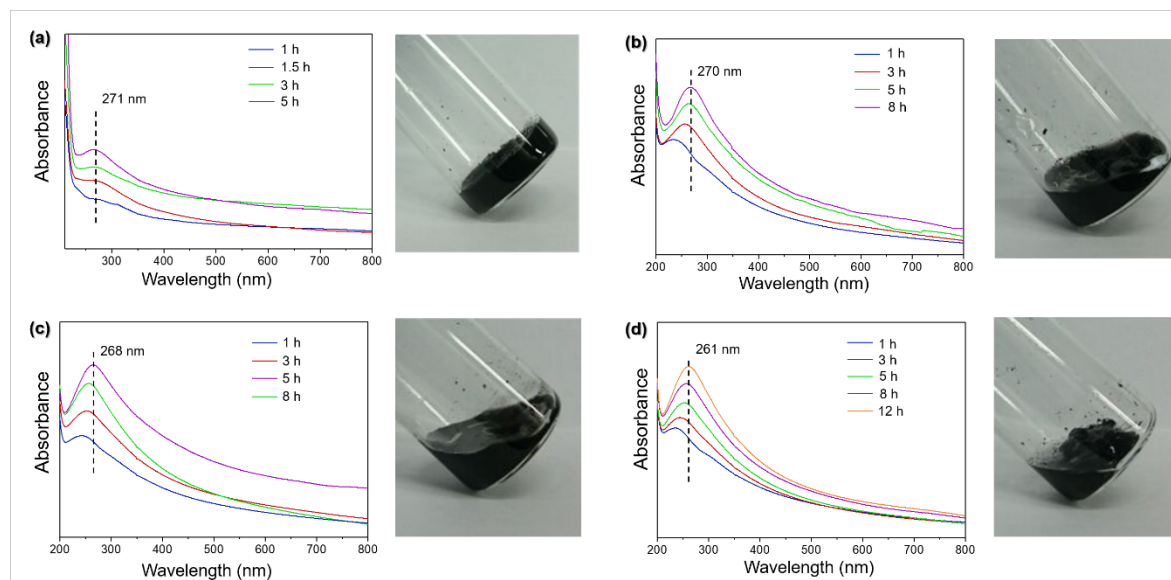 (a)
1 h
1.5 h
3 h
5 h
271 nm
Absorbance
300 400 500 600 700 800
Wavelength (nm)
(b)
1 h
3 h
5 h
8 h
270 nm
Absorbance
200 300 400 500 600 700 800
Wavelength (nm)
(c)
1 h
3 h
5 h
8 h
268 nm
Absorbance
200 300 400 500 600 700 800
Wavelength (nm)
(d)
1 h
3 h
5 h
8 h
12 h
261 nm
Absorbance
200 300 400 500 600 700 800
Wavelength (nm)